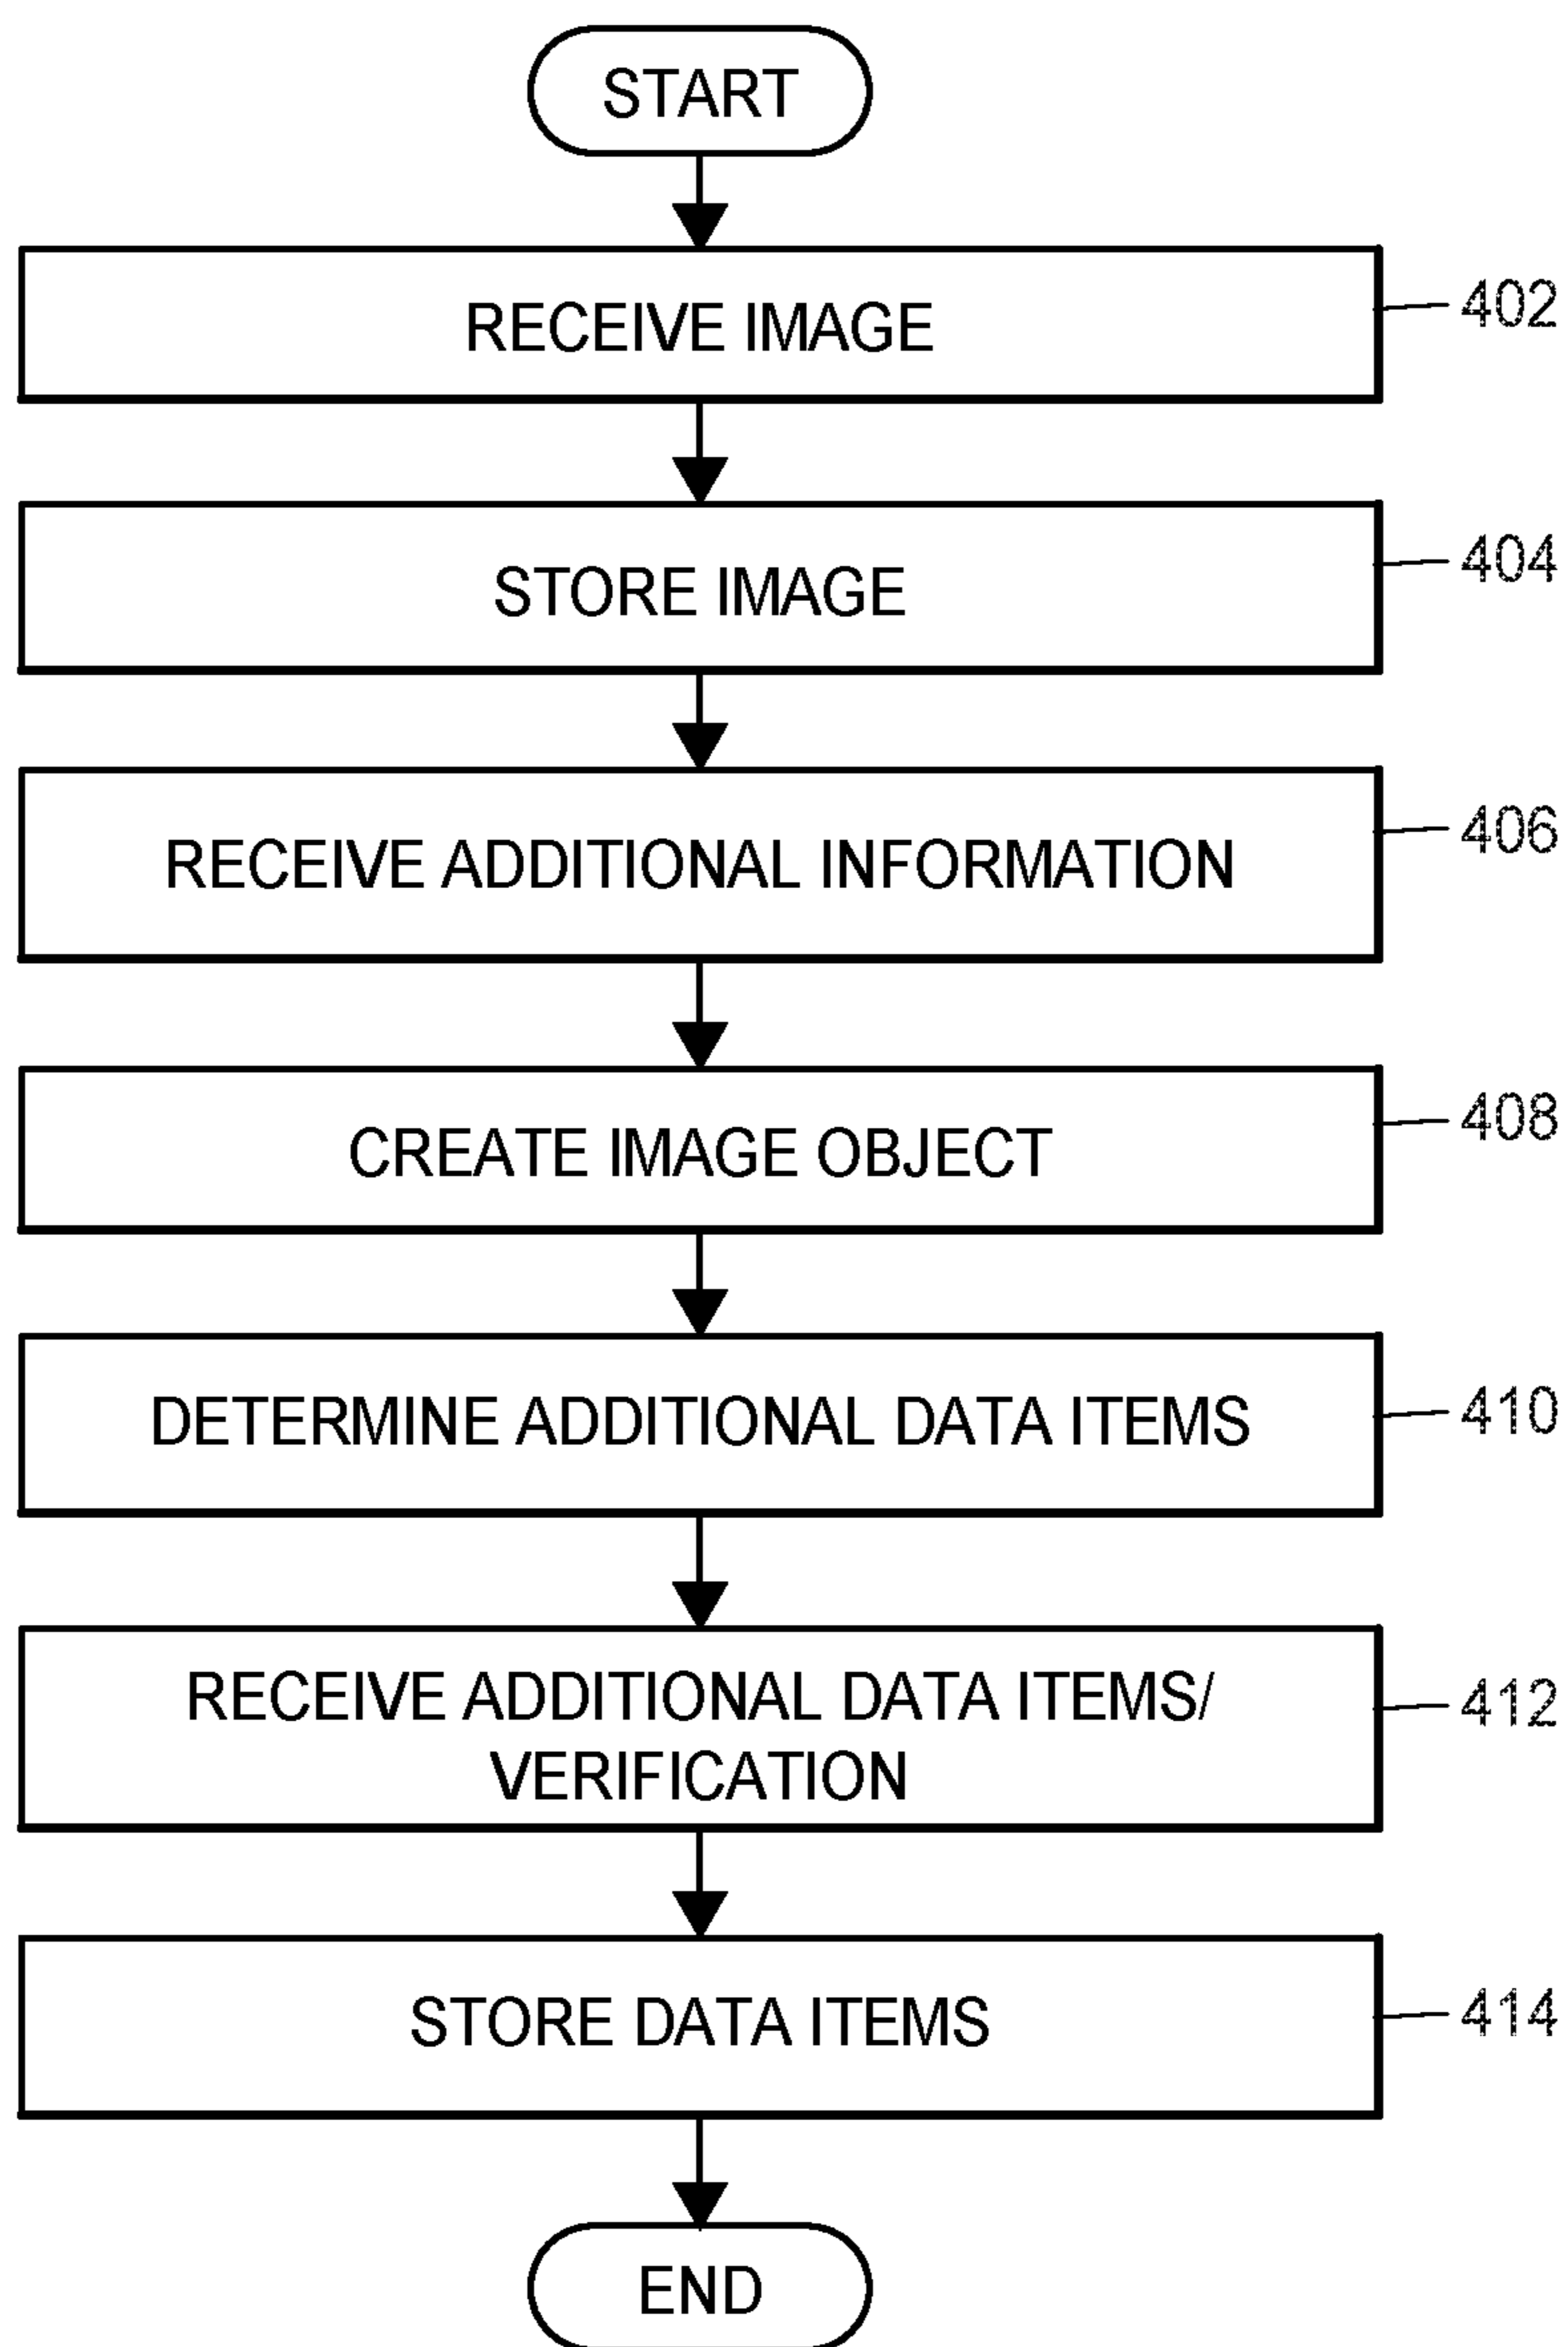 START
RECEIVE IMAGE
402
STORE IMAGE
404
RECEIVE ADDITIONAL INFORMATION
406
CREATE IMAGE OBJECT
408
DETERMINE ADDITIONAL DATA ITEMS
410
RECEIVE ADDITIONAL DATA ITEMS/
VERIFICATION
412
STORE DATA ITEMS
414
END